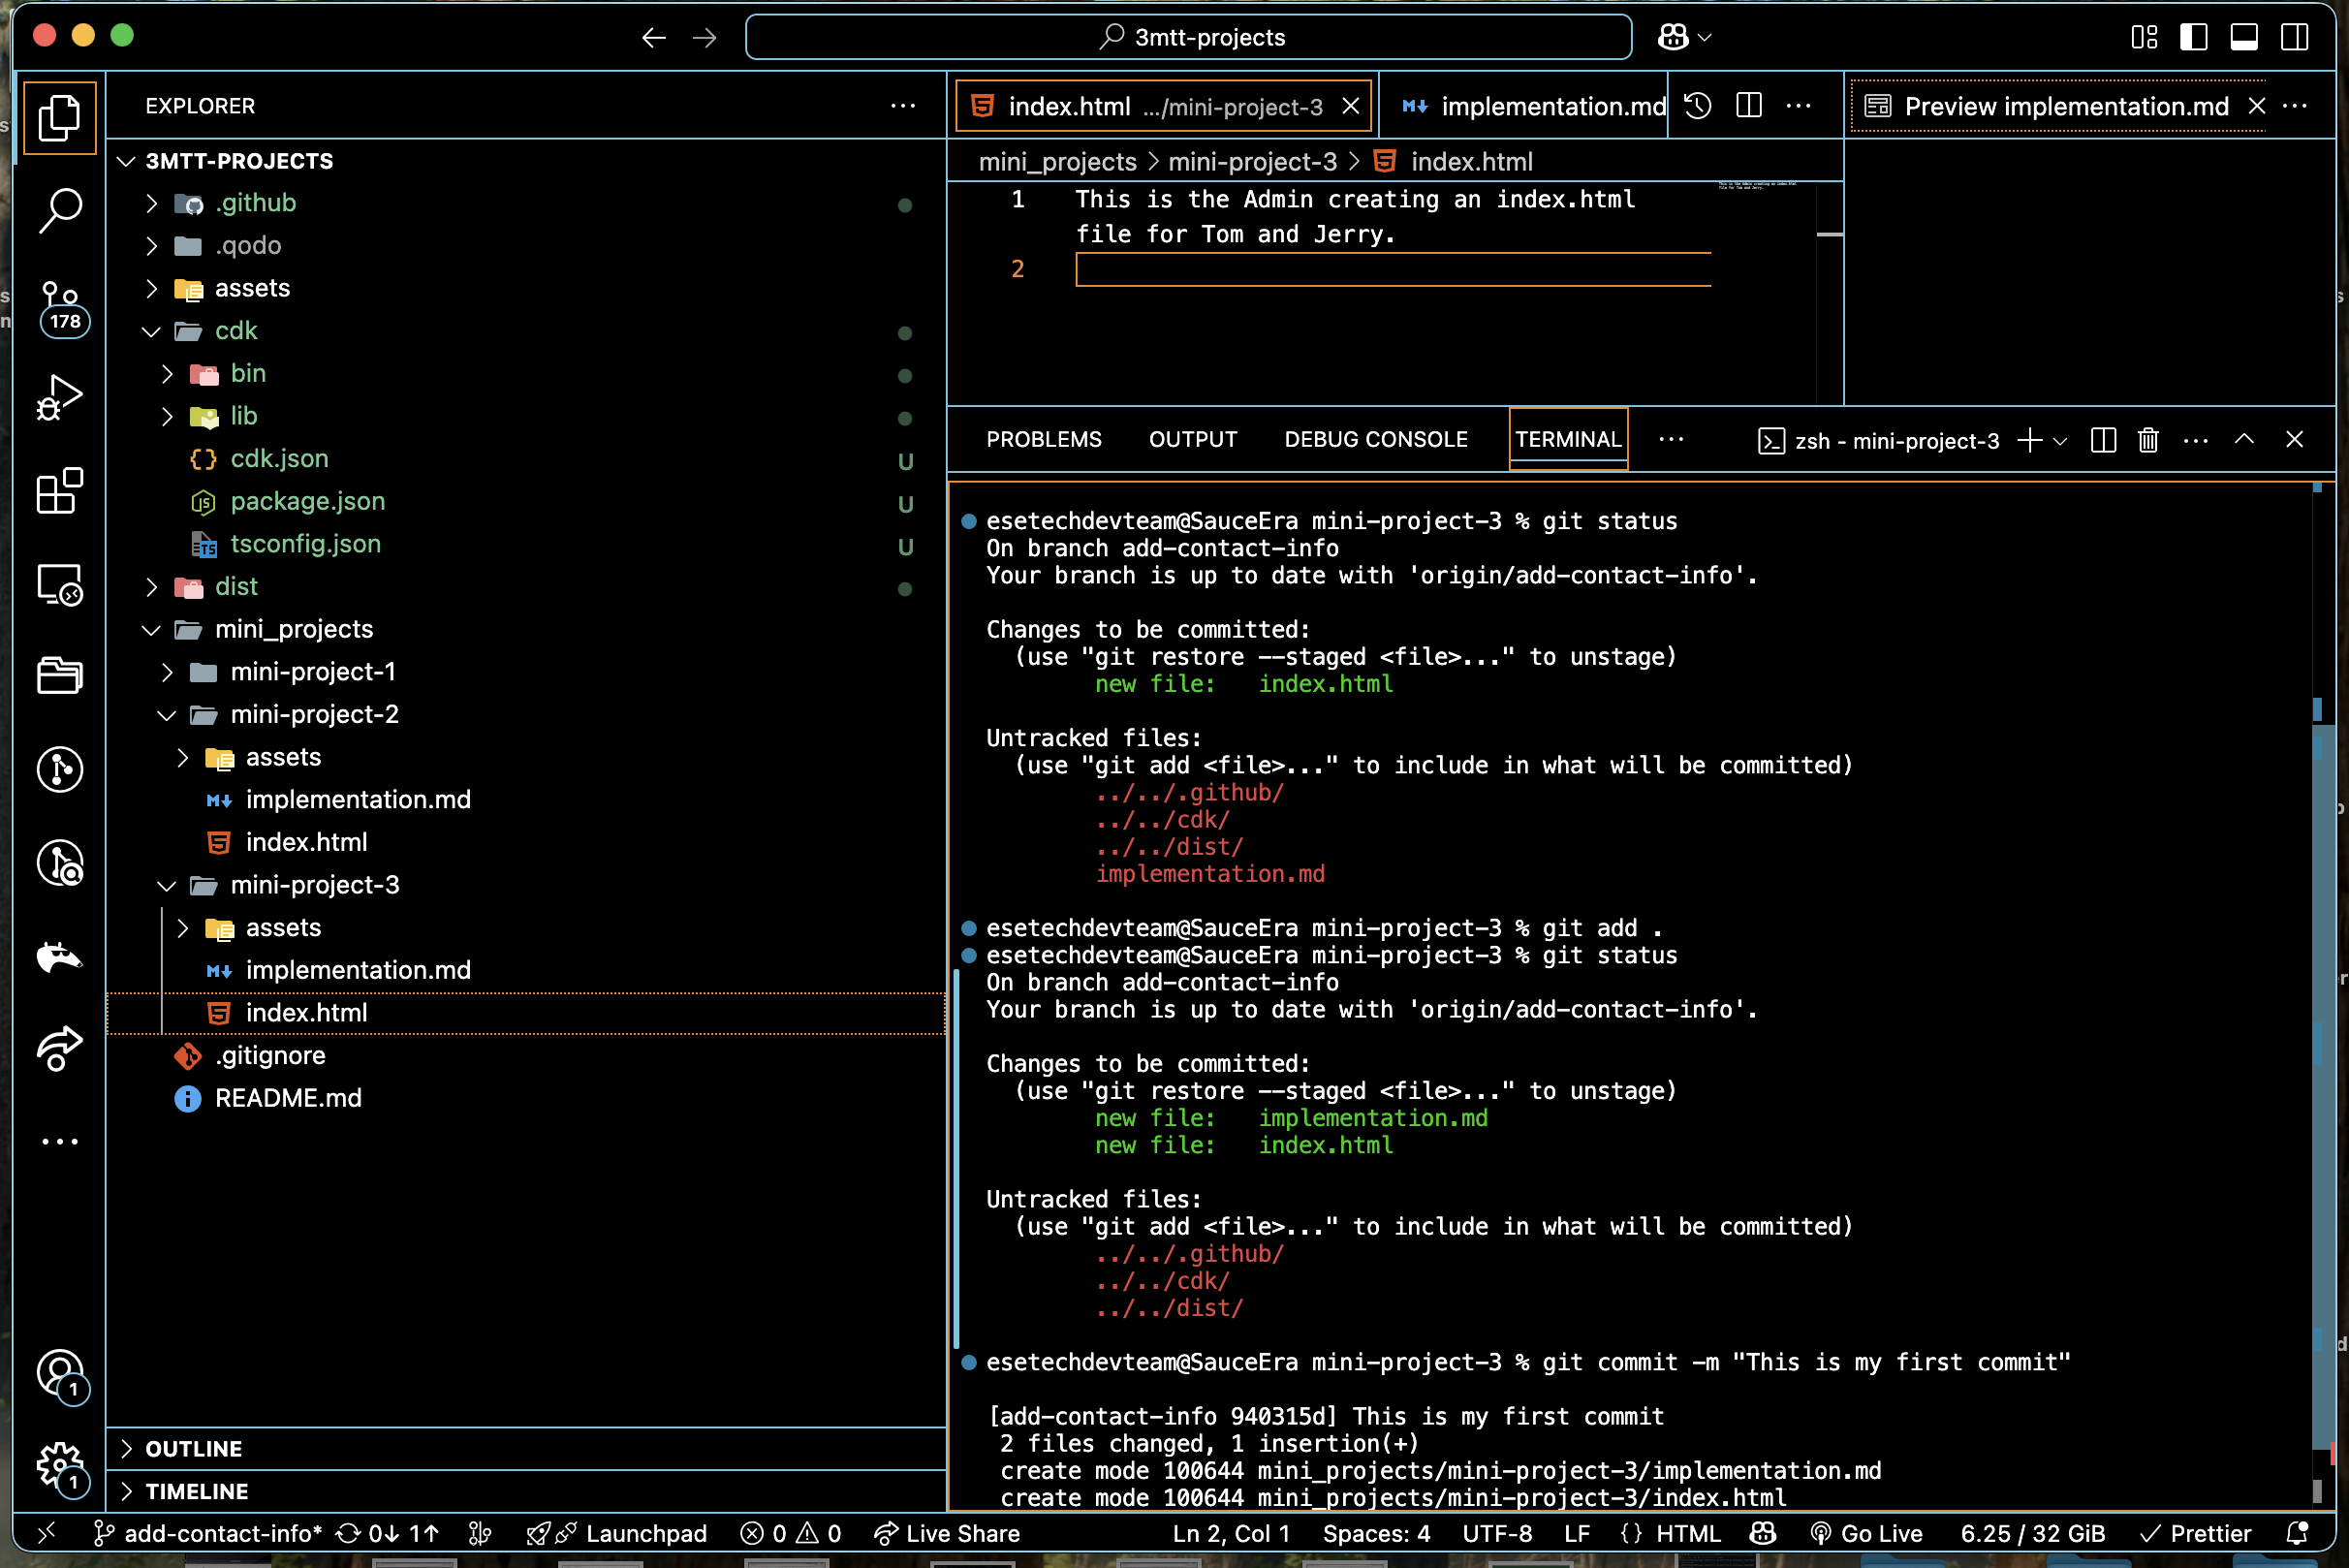 3mtt-projects
EXPLORER
3MTT-PROJECTS
.github
.qodo
assets
cdk
bin
lib
cdk.json U
package.json U
tsconfig.json U
dist
mini_projects
mini-project-1
mini-project-2
assets
implementation.md
index.html
mini-project-3
assets
implementation.md
index.html
.gitignore
README.md
OUTLINE
TIMELINE
178
1
1
index.html .../mini-project-3
implementation.md
Preview implementation.md
mini_projects > mini-project-3 > index.html
1 This is the Admin creating an index.html
file for Tom and Jerry.
2
PROBLEMS OUTPUT DEBUG CONSOLE TERMINAL
zsh - mini-project-3
esetechdevteam@SauceEra mini-project-3 % git status
On branch add-contact-info
Your branch is up to date with 'origin/add-contact-info'.
Changes to be committed:
(use "git restore --staged <file>..." to unstage)
new file: index.html
Untracked files:
(use "git add <file>..." to include in what will be committed)
../../.github/
../../cdk/
../../dist/
implementation.md
esetechdevteam@SauceEra mini-project-3 % git add .
esetechdevteam@SauceEra mini-project-3 % git status
On branch add-contact-info
Your branch is up to date with 'origin/add-contact-info'.
Changes to be committed:
(use "git restore --staged <file>..." to unstage)
new file: implementation.md
new file: index.html
Untracked files:
(use "git add <file>..." to include in what will be committed)
../../.github/
../../cdk/
../../dist/
esetechdevteam@SauceEra mini-project-3 % git commit -m "This is my first commit"
[add-contact-info 940315d] This is my first commit
2 files changed, 1 insertion(+)
create mode 100644 mini_projects/mini-project-3/implementation.md
create mode 100644 mini_projects/mini-project-3/index.html
add-contact-info* 0↓ 1↑ Launchpad 0 0 Live Share Ln 2, Col 1 Spaces: 4 UTF-8 LF {} HTML Go Live 6.25 / 32 GiB Prettier